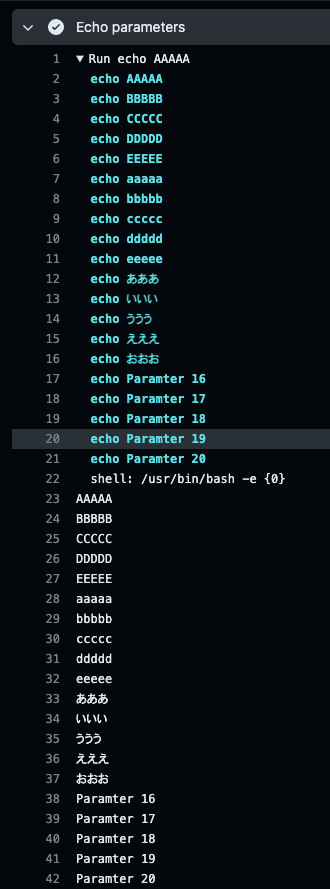 Echo parameters
1 Run echo AAAAA
2 echo AAAAA
3 echo BBBBB
4 echo CCCCC
5 echo DDDDD
6 echo EEEEE
7 echo aaaaa
8 echo bbbbb
9 echo ccccc
10 echo ddddd
11 echo eeeee
12 echo あああ
13 echo いいい
14 echo ううう
15 echo えええ
16 echo おおお
17 echo Paramter 16
18 echo Paramter 17
19 echo Paramter 18
20 echo Paramter 19
21 echo Paramter 20
22 shell: /usr/bin/bash -e {0}
23 AAAAA
24 BBBBB
25 CCCCC
26 DDDDD
27 EEEEE
28 aaaaa
29 bbbbb
30 ccccc
31 ddddd
32 eeeee
33 あああ
34 いいい
35 ううう
36 えええ
37 おおお
38 Paramter 16
39 Paramter 17
40 Paramter 18
41 Paramter 19
42 Paramter 20